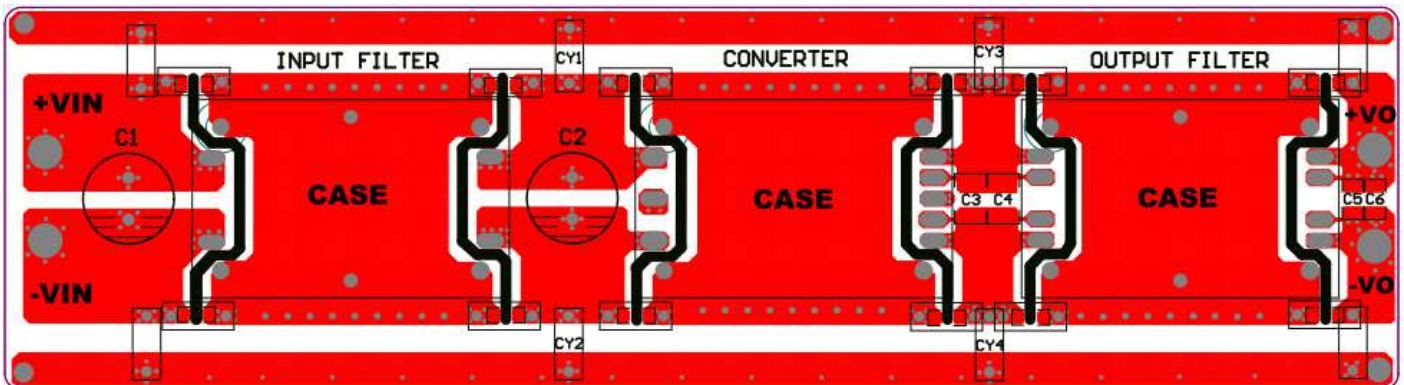 CY1
CY3
INPUT FILTER
CONVERTER
OUTPUT FILTER
+VIN
+VO
C1
C2
CASE
CASE
CASE
C3 C4
C5 C6
-VIN
-VO
CY2
CY4